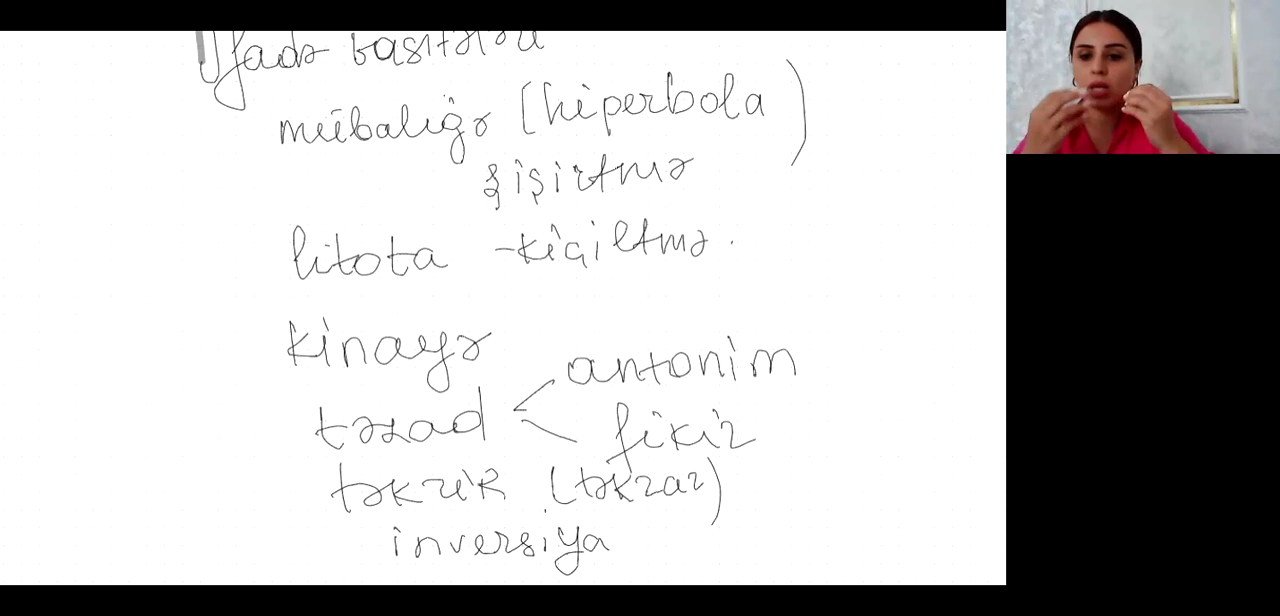 İfadə vasitələri
mübaliğə (hiperbola)
şişirtmə
litota - kiçiltmə.
kinayə
təzad < antonim
fikir
təkrir (təkrar)
inversiya